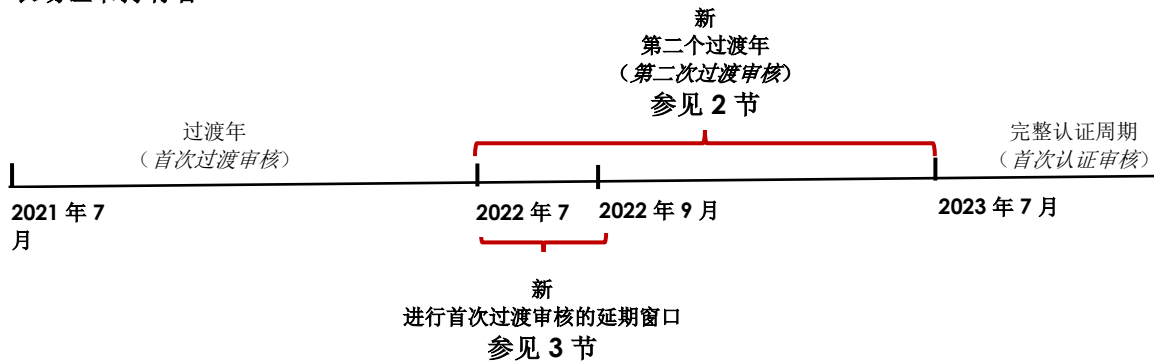 新
第二个过渡年
（第二次过渡审核）
参见 2 节
过渡年
（首次过渡审核）
完整认证周期
（首次认证审核）
2021 年 7
月
2022 年 7
2022 年 9 月
2023 年 7 月
新
进行首次过渡审核的延期窗口
参见 3 节